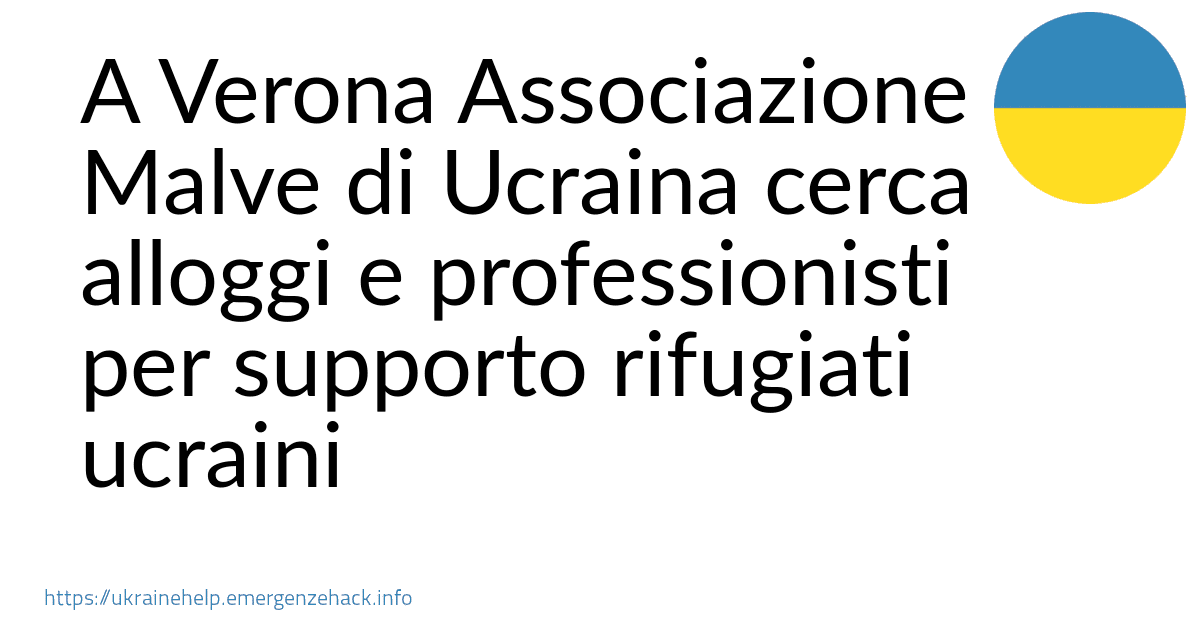 A Verona Associazione
Malve di Ucraina cerca
alloggi e professionisti
per supporto rifugiati
ucraini
https://ukrainehelp.emergenzehack.info